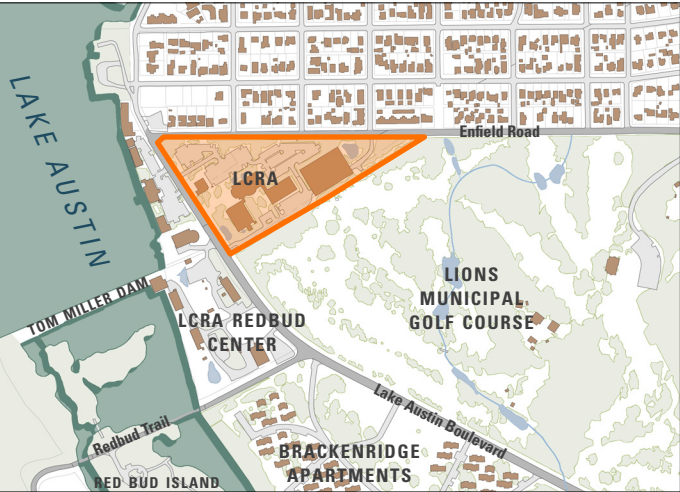 LAKE AUSTIN
Enfield Road
LCRA
LIONS
MUNICIPAL
GOLF COURSE
TOM MILLER DAM
LCRA REDBUD
CENTER
Lake Austin Boulevard
Redbud Trail
BRACKENRIDGE
APARTMENTS
RED BUD ISLAND